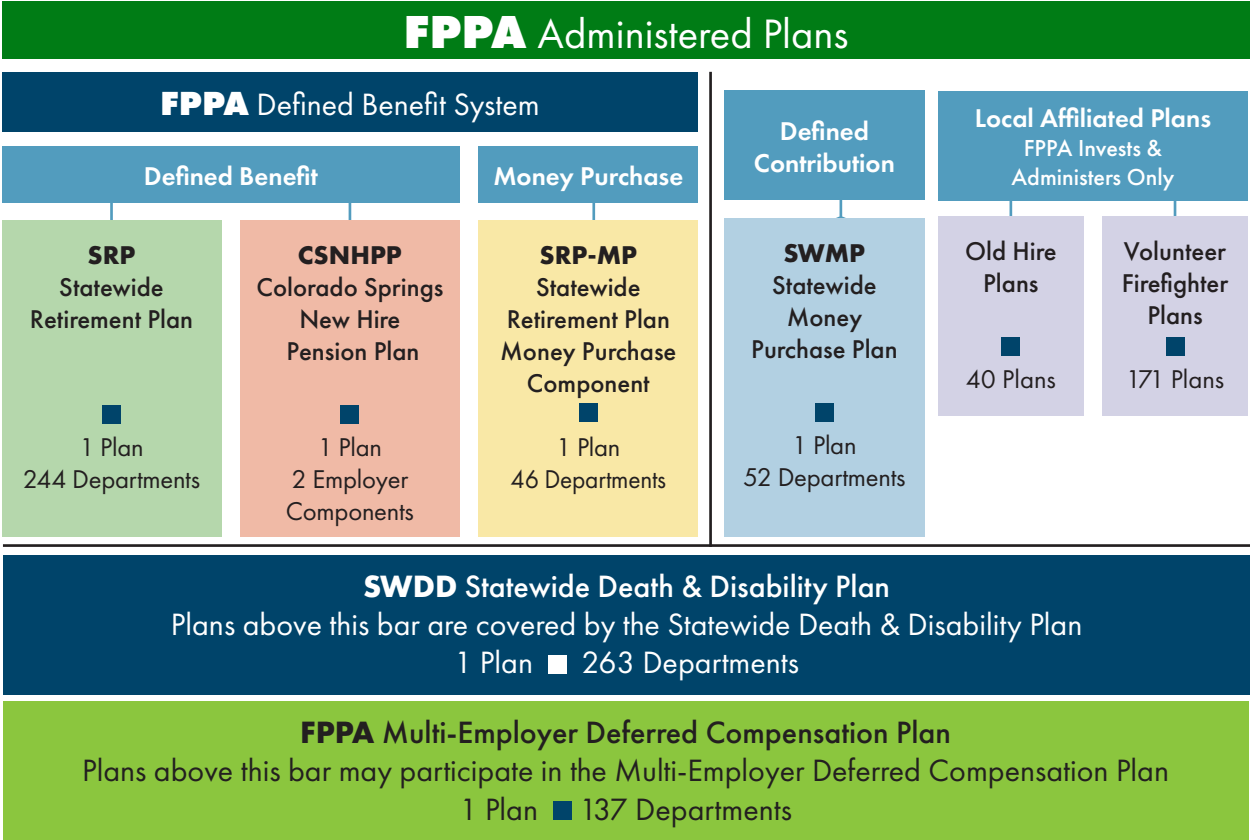 FPPA Administered Plans
FPPA Defined Benefit System
Defined Benefit
Money Purchase
SRP
Statewide
Retirement Plan
1 Plan
244 Departments
CSNHPP
Colorado Springs
New Hire
Pension Plan
1 Plan
2 Employer
Components
SRP-MP
Statewide
Retirement Plan
Money Purchase
Component
1 Plan
46 Departments
Defined
Contribution
SWMP
Statewide
Money
Purchase Plan
1 Plan
52 Departments
Local Affiliated Plans
FPPA Invests &
Administers Only
Old Hire
Plans
40 Plans
Volunteer
Firefighter
Plans
171 Plans
SWDD Statewide Death & Disability Plan
Plans above this bar are covered by the Statewide Death & Disability Plan
1 Plan ■ 263 Departments
FPPA Multi-Employer Deferred Compensation Plan
Plans above this bar may participate in the Multi-Employer Deferred Compensation Plan
1 Plan ■ 137 Departments